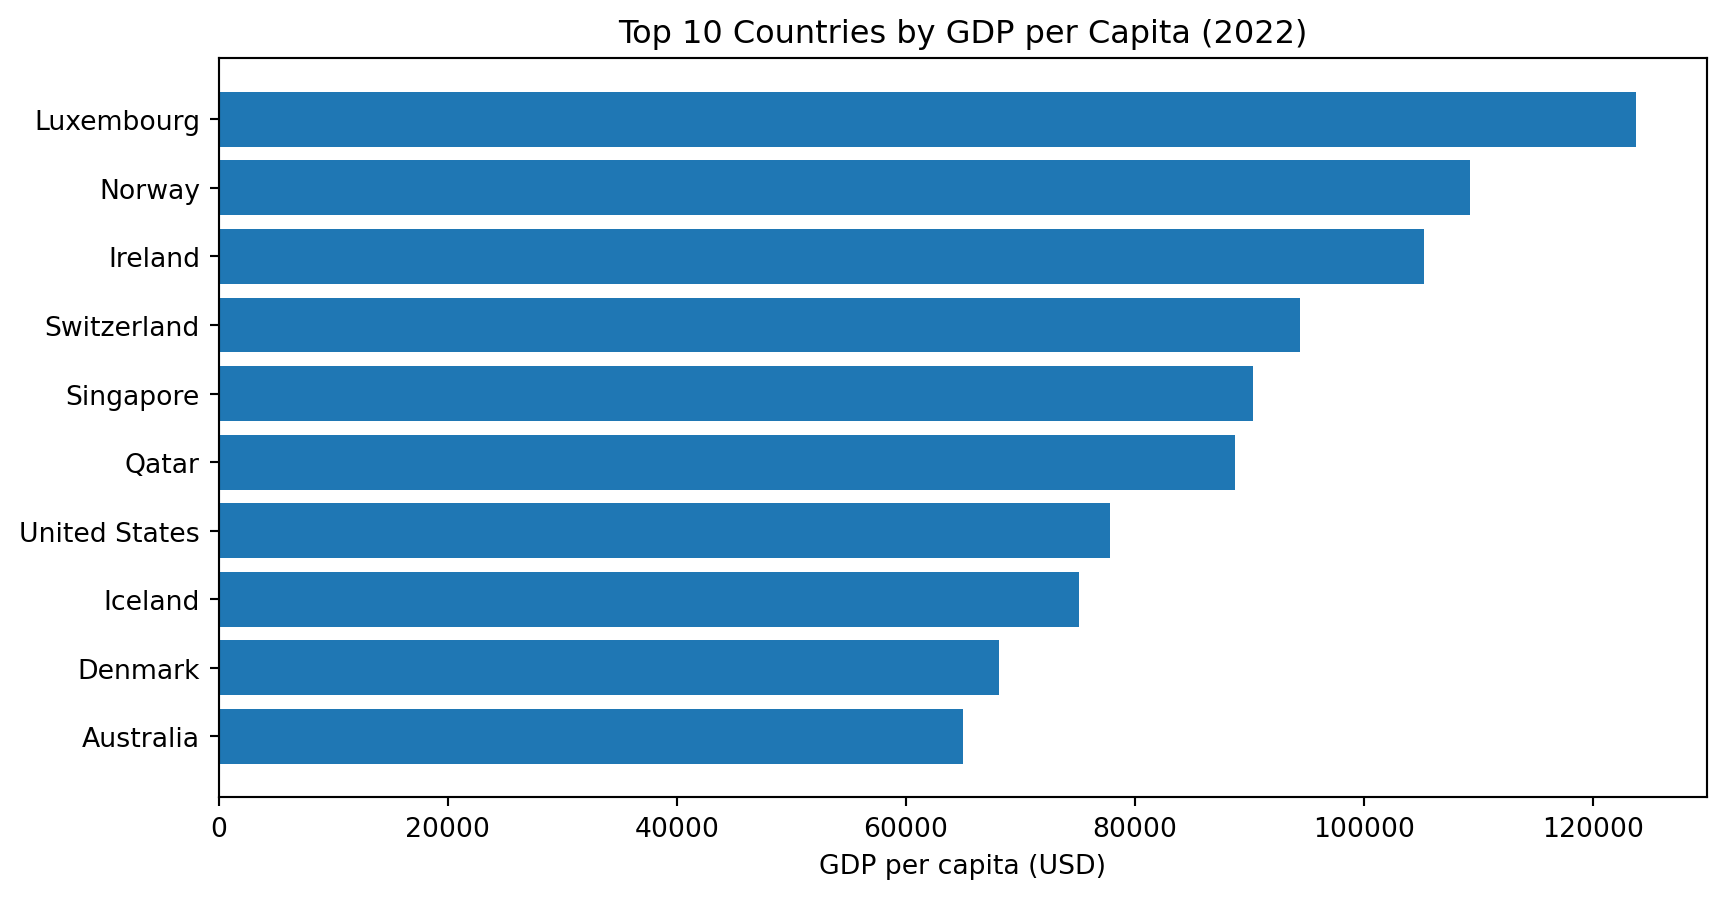 Top 10 Countries by GDP per Capita (2022)
Luxembourg
Norway
Ireland
Switzerland
Singapore
Qatar
United States
Iceland
Denmark
Australia
0 20000 40000 60000 80000 100000 120000
GDP per capita (USD)